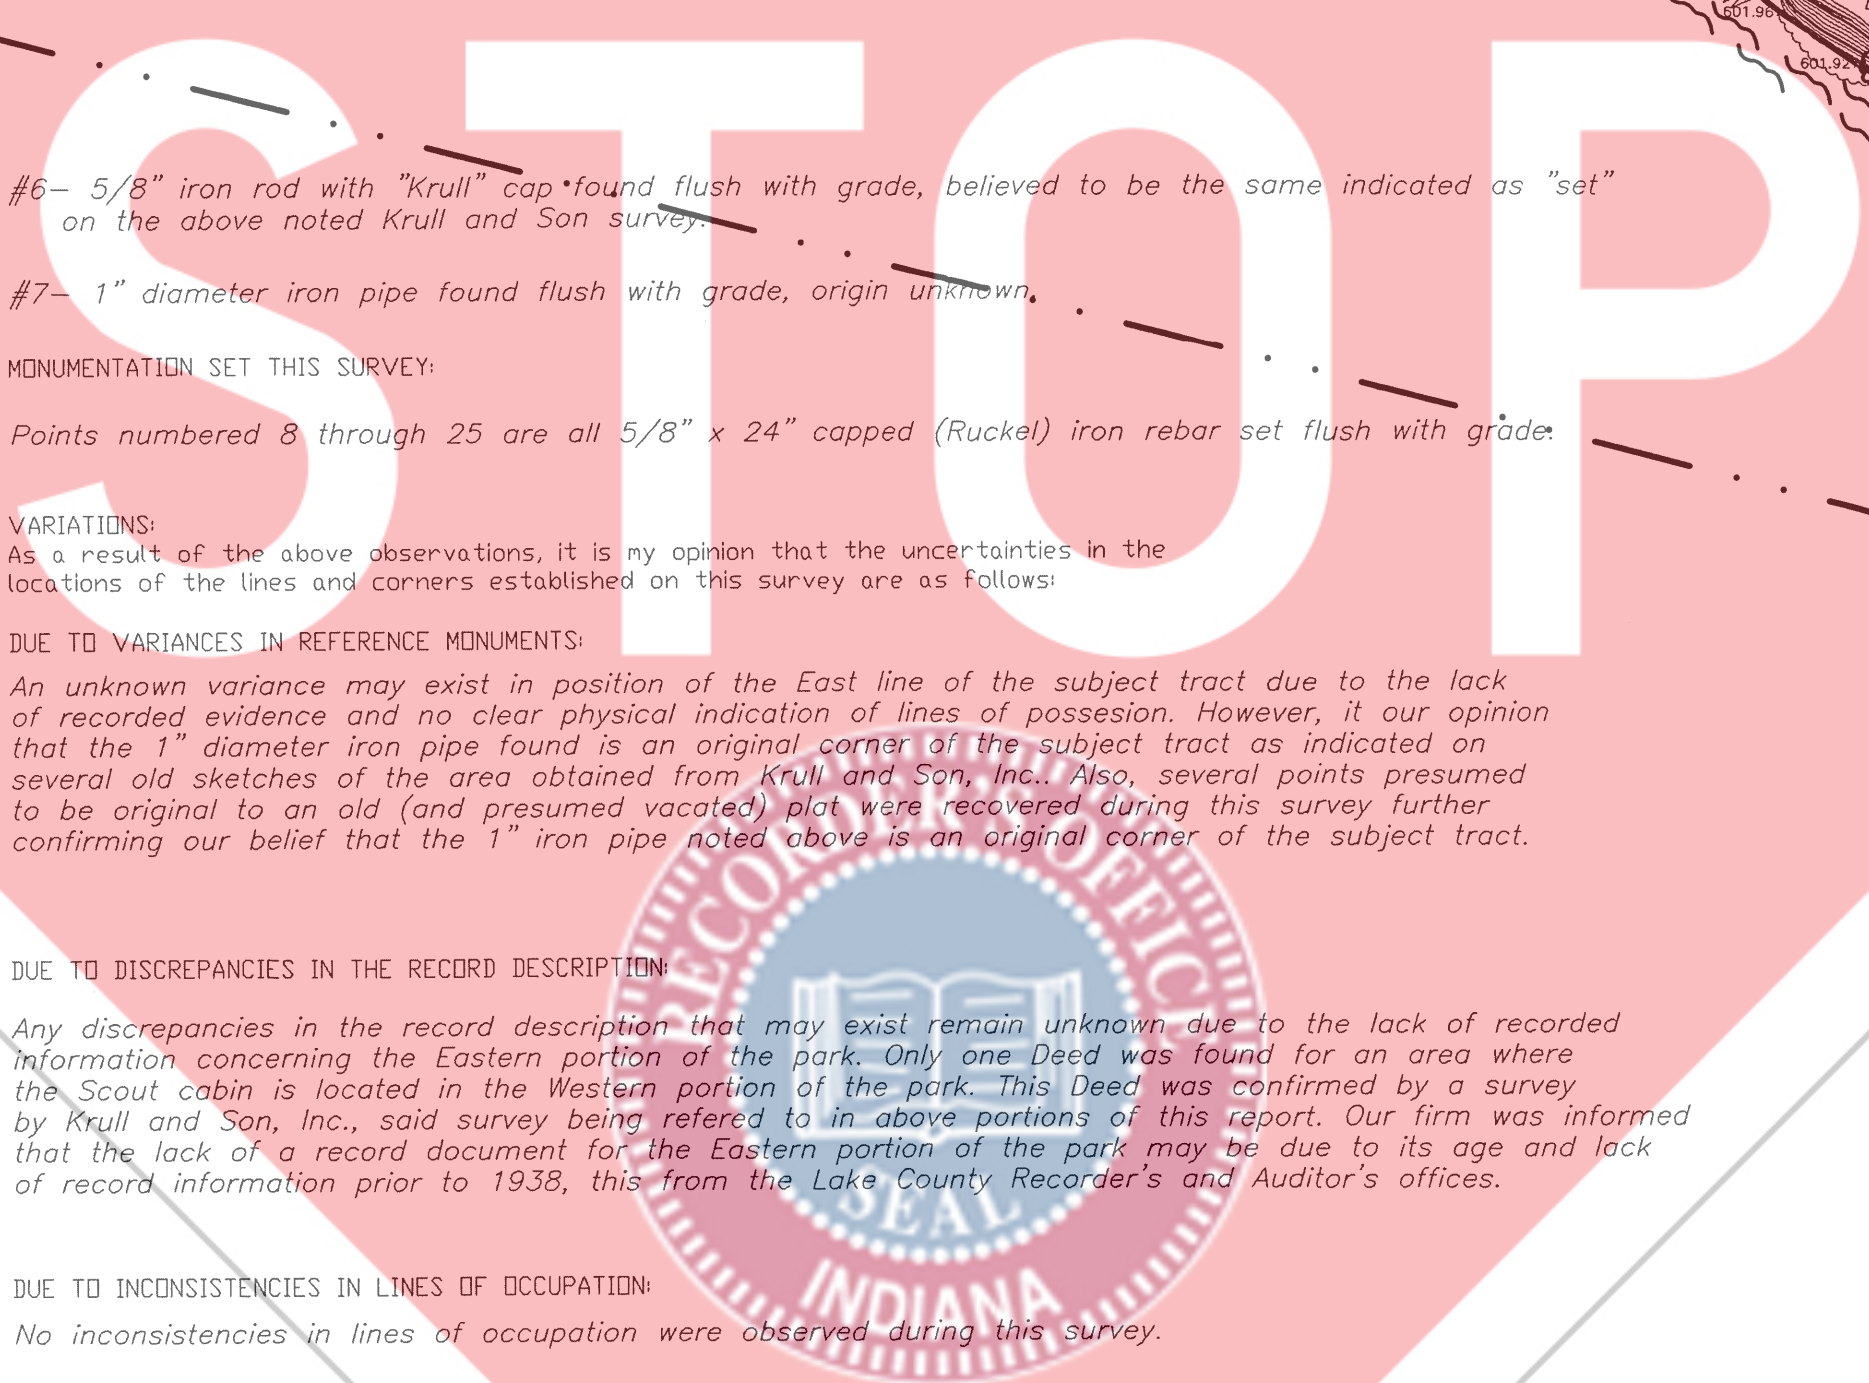 STOP
601.96
601.92
#6- 5/8" iron rod with "Krull" cap found flush with grade, believed to be the same indicated as "set"
on the above noted Krull and Son survey.
#7- 1" diameter iron pipe found flush with grade, origin unknown.
MONUMENTATION SET THIS SURVEY:
Points numbered 8 through 25 are all 5/8" x 24" capped (Ruckel) iron rebar set flush with grade.
VARIATIONS:
As a result of the above observations, it is my opinion that the uncertainties in the
locations of the lines and corners established on this survey are as follows:
DUE TO VARIANCES IN REFERENCE MONUMENTS:
An unknown variance may exist in position of the East line of the subject tract due to the lack
of recorded evidence and no clear physical indication of lines of possesion. However, it our opinion
that the 1" diameter iron pipe found is an original corner of the subject tract as indicated on
several old sketches of the area obtained from Krull and Son, Inc.. Also, several points presumed
to be original to an old (and presumed vacated) plat were recovered during this survey further
confirming our belief that the 1" iron pipe noted above is an original corner of the subject tract.
DUE TO DISCREPANCIES IN THE RECORD DESCRIPTION:
Any discrepancies in the record description that may exist remain unknown due to the lack of recorded
information concerning the Eastern portion of the park. Only one Deed was found for an area where
the Scout cabin is located in the Western portion of the park. This Deed was confirmed by a survey
by Krull and Son, Inc., said survey being refered to in above portions of this report. Our firm was informed
that the lack of a record document for the Eastern portion of the park may be due to its age and lack
of record information prior to 1938, this from the Lake County Recorder's and Auditor's offices.
DUE TO INCONSISTENCIES IN LINES OF OCCUPATION:
No inconsistencies in lines of occupation were observed during this survey.
RECORDER'S OFFICE
SEAL
INDIANA